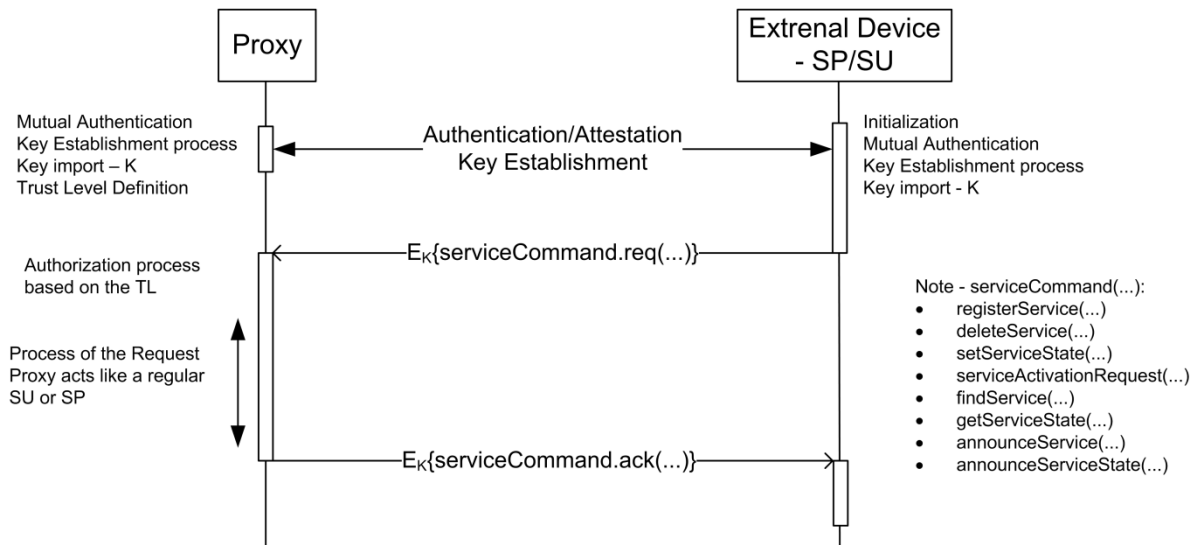 Proxy
Extrenal Device
- SP/SU
Mutual Authentication
Key Establishment process
Key import – K
Trust Level Definition
Authentication/Attestation
Key Establishment
Initialization
Mutual Authentication
Key Establishment process
Key import - K
EK{serviceCommand.req(...)}
Authorization process
based on the TL
Process of the Request
Proxy acts like a regular
SU or SP
Note - serviceCommand(...):
• registerService(...)
• deleteService(...)
• setServiceState(...)
• serviceActivationRequest(...)
• findService(...)
• getServiceState(...)
• announceService(...)
• announceServiceState(...)
EK{serviceCommand.ack(...)}